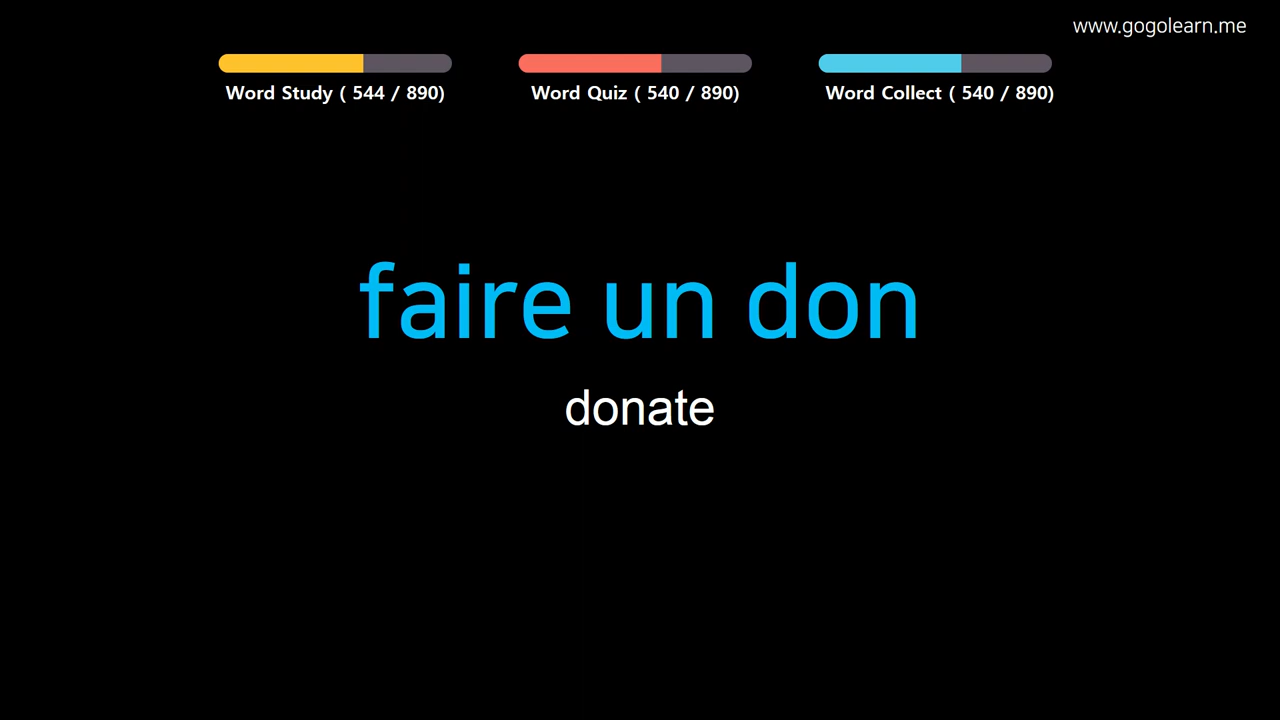 www.gogolearn.me
Word Study ( 544 / 890)
Word Quiz ( 540 / 890)
Word Collect ( 540 / 890)
faire un don
donate